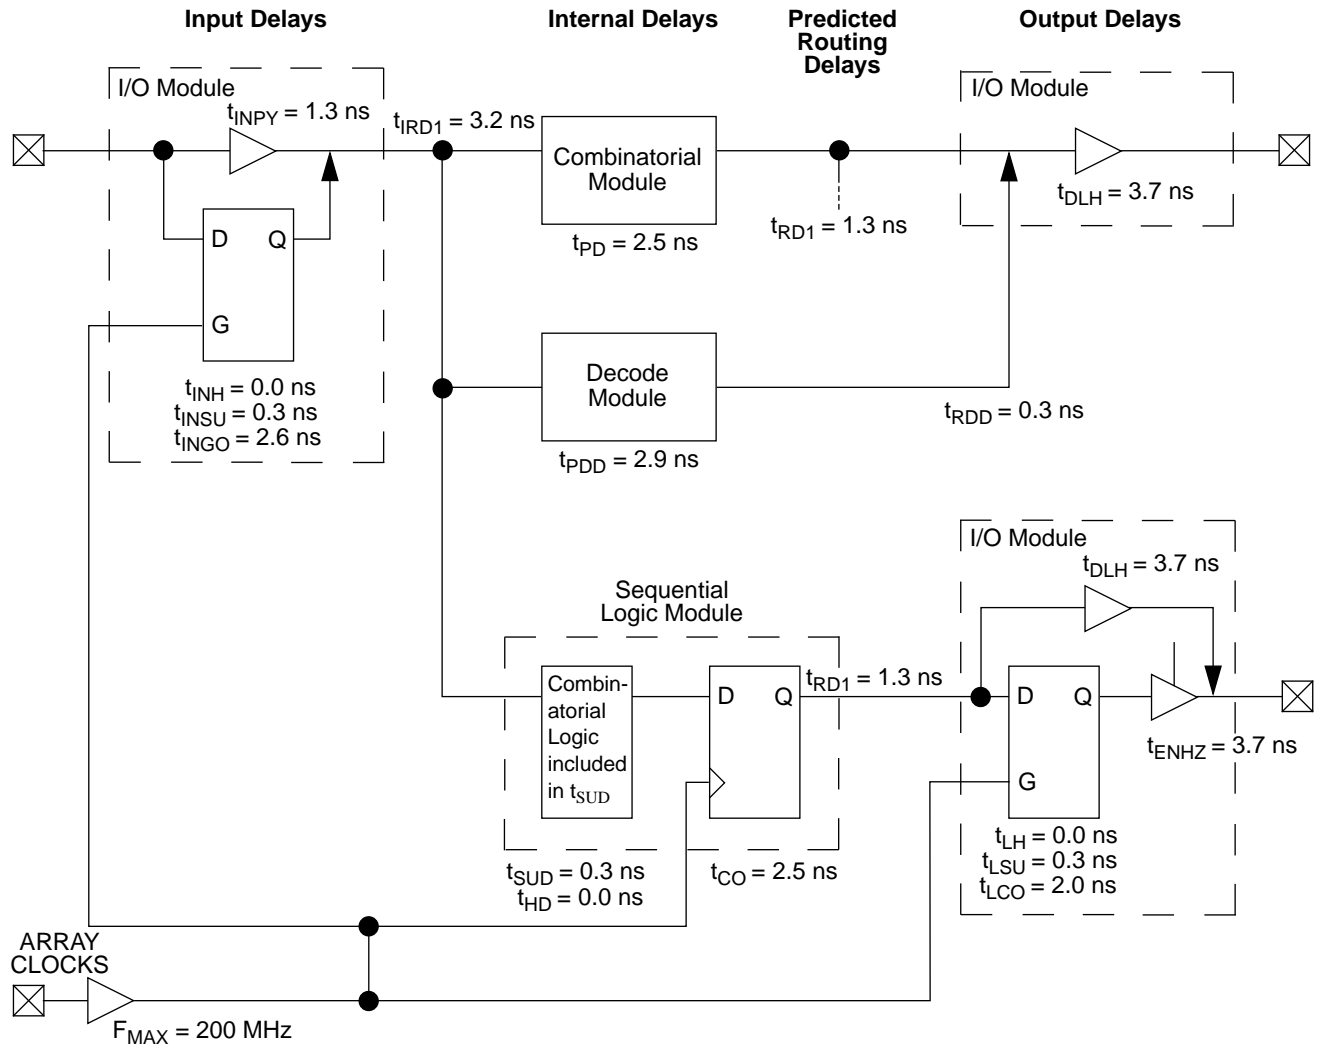 Input Delays
Internal Delays
Predicted
Routing
Delays
Output Delays
I/O Module
tINPY = 1.3 ns
tIRD1 = 3.2 ns
Combinatorial
Module
tPD = 2.5 ns
tRD1 = 1.3 ns
I/O Module
tDLH = 3.7 ns
D Q
G
tINH = 0.0 ns
tINSU = 0.3 ns
tINGO = 2.6 ns
Decode
Module
tPDD = 2.9 ns
tRDD = 0.3 ns
Sequential
Logic Module
Combin-
atorial
Logic
included
in tSUD
D Q
tSUD = 0.3 ns
tHD = 0.0 ns
tCO = 2.5 ns
tRD1 = 1.3 ns
I/O Module
tDLH = 3.7 ns
D Q
G
tENHZ = 3.7 ns
tLH = 0.0 ns
tLSU = 0.3 ns
tLCO = 2.0 ns
ARRAY
CLOCKS
FMAX = 200 MHz